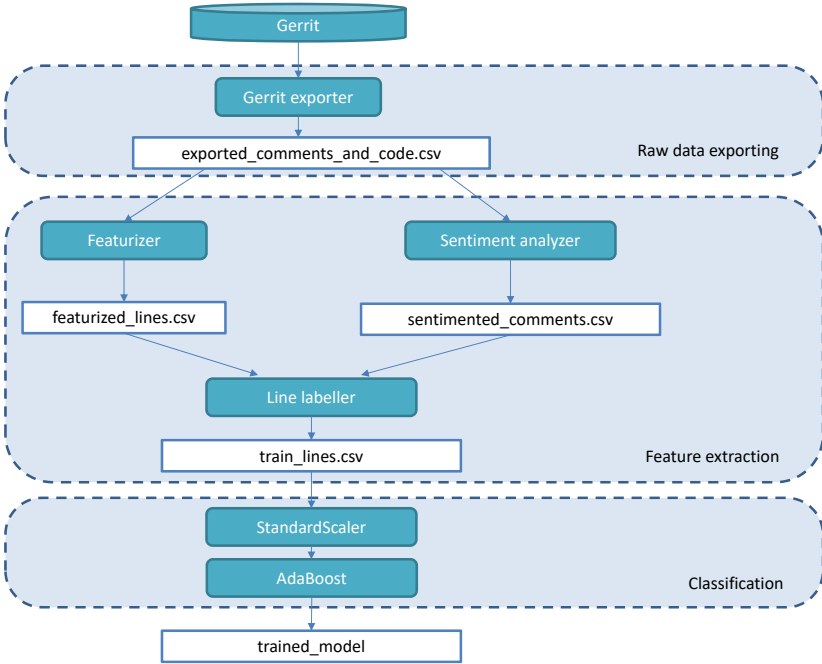 Gerrit
Gerrit exporter
exported_comments_and_code.csv
Raw data exporting
Featurizer
Sentiment analyzer
featurized_lines.csv
sentimented_comments.csv
Line labeller
train_lines.csv
Feature extraction
StandardScaler
AdaBoost
Classification
trained_model